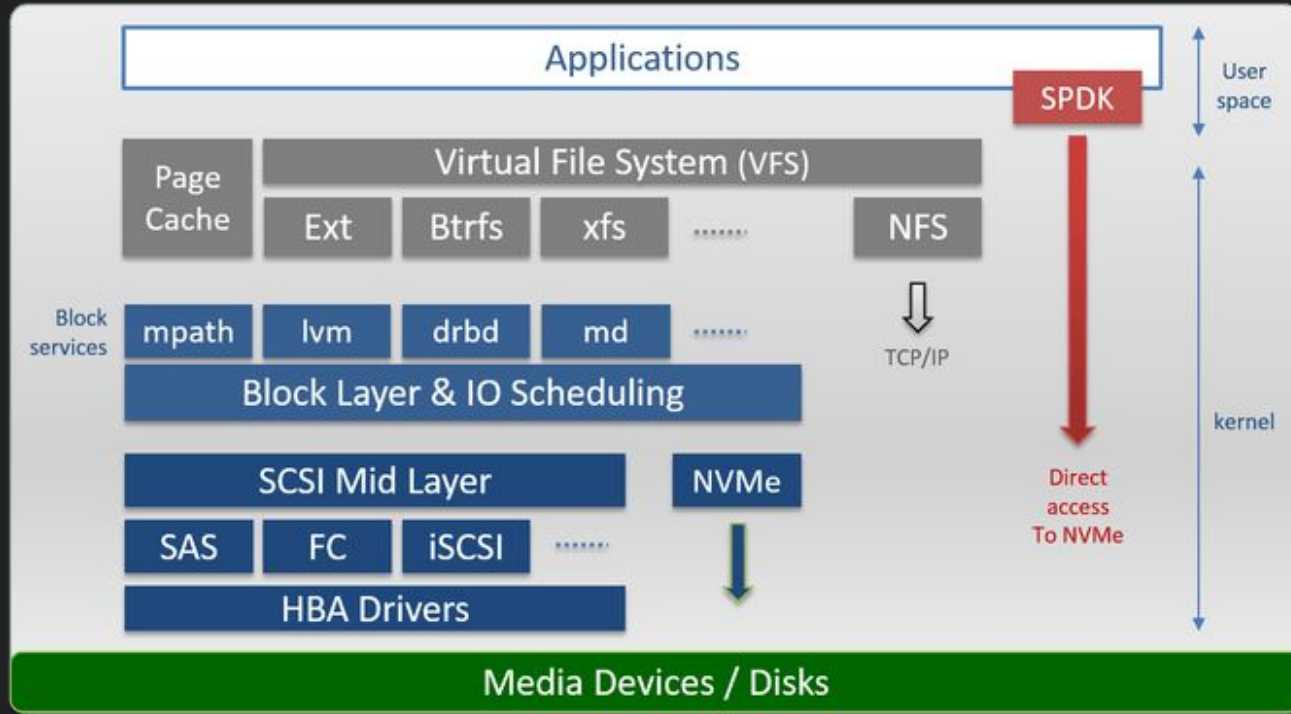 Applications
User
space
SPDK
Page
Cache
Virtual File System (VFS)
Ext
Btrfs
xfs
........
NFS
Block
services
mpath
lvm
drbd
md
........
TCP/IP
Block Layer & IO Scheduling
kernel
SCSI Mid Layer
NVMe
Direct
access
To NVMe
SAS
FC
iSCSI
........
HBA Drivers
Media Devices / Disks